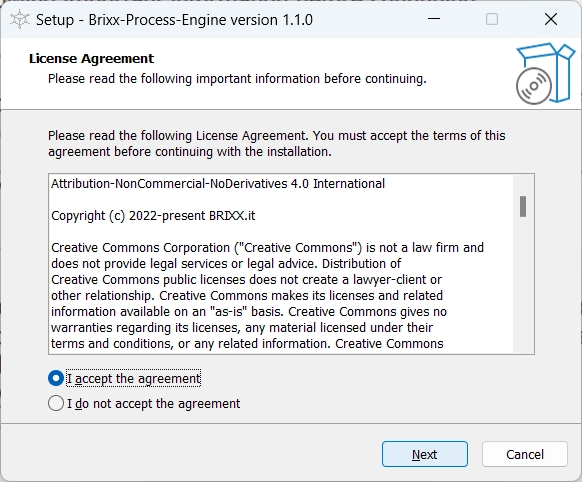 Setup - Brixx-Process-Engine version 1.1.0
License Agreement
Please read the following important information before continuing.
Please read the following License Agreement. You must accept the terms of this
agreement before continuing with the installation.
Attribution-NonCommercial-NoDerivatives 4.0 International
Copyright (c) 2022-present BRIXX.it
Creative Commons Corporation ("Creative Commons") is not a law firm and
does not provide legal services or legal advice. Distribution of
Creative Commons public licenses does not create a lawyer-client or
other relationship. Creative Commons makes its licenses and related
information available on an "as-is" basis. Creative Commons gives no
warranties regarding its licenses, any material licensed under their
terms and conditions, or any related information. Creative Commons
I accept the agreement
I do not accept the agreement
Next
Cancel